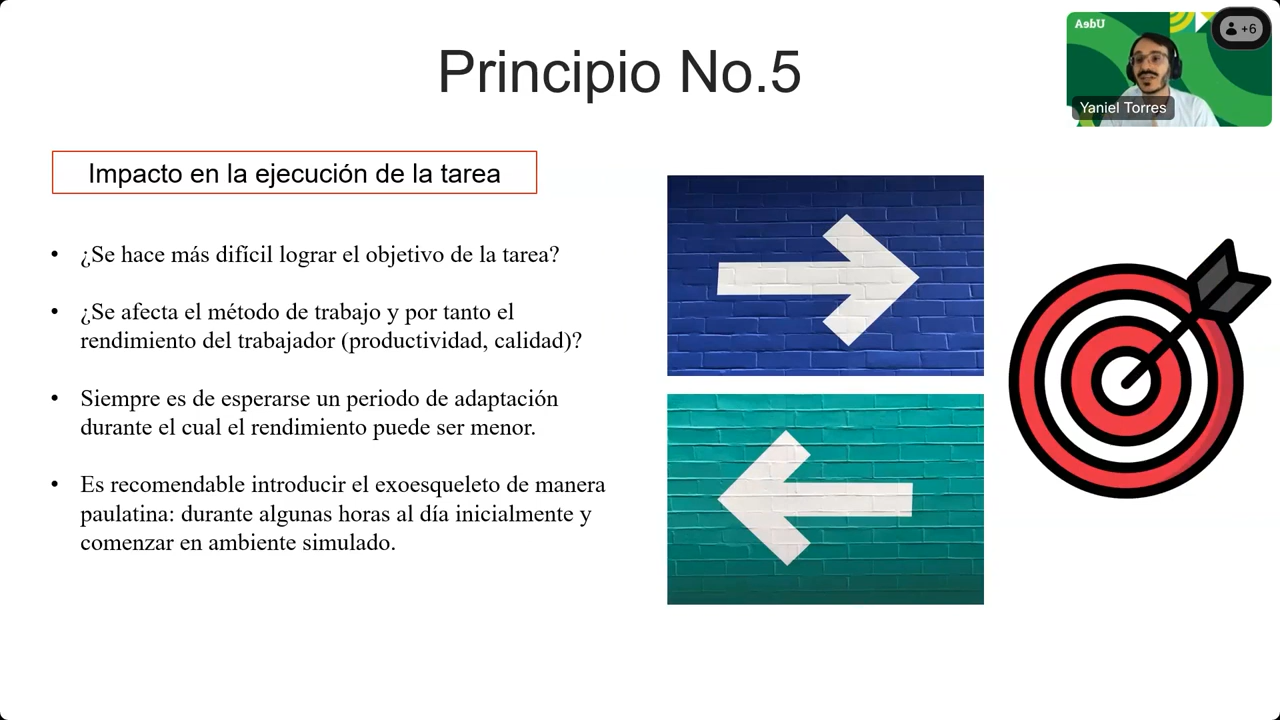 Principio No.5
AebU
+6
Yaniel Torres
Impacto en la ejecución de la tarea
• ¿Se hace más difícil lograr el objetivo de la tarea?
• ¿Se afecta el método de trabajo y por tanto el
rendimiento del trabajador (productividad, calidad)?
• Siempre es de esperarse un periodo de adaptación
durante el cual el rendimiento puede ser menor.
• Es recomendable introducir el exoesqueleto de manera
paulatina: durante algunas horas al día inicialmente y
comenzar en ambiente simulado.